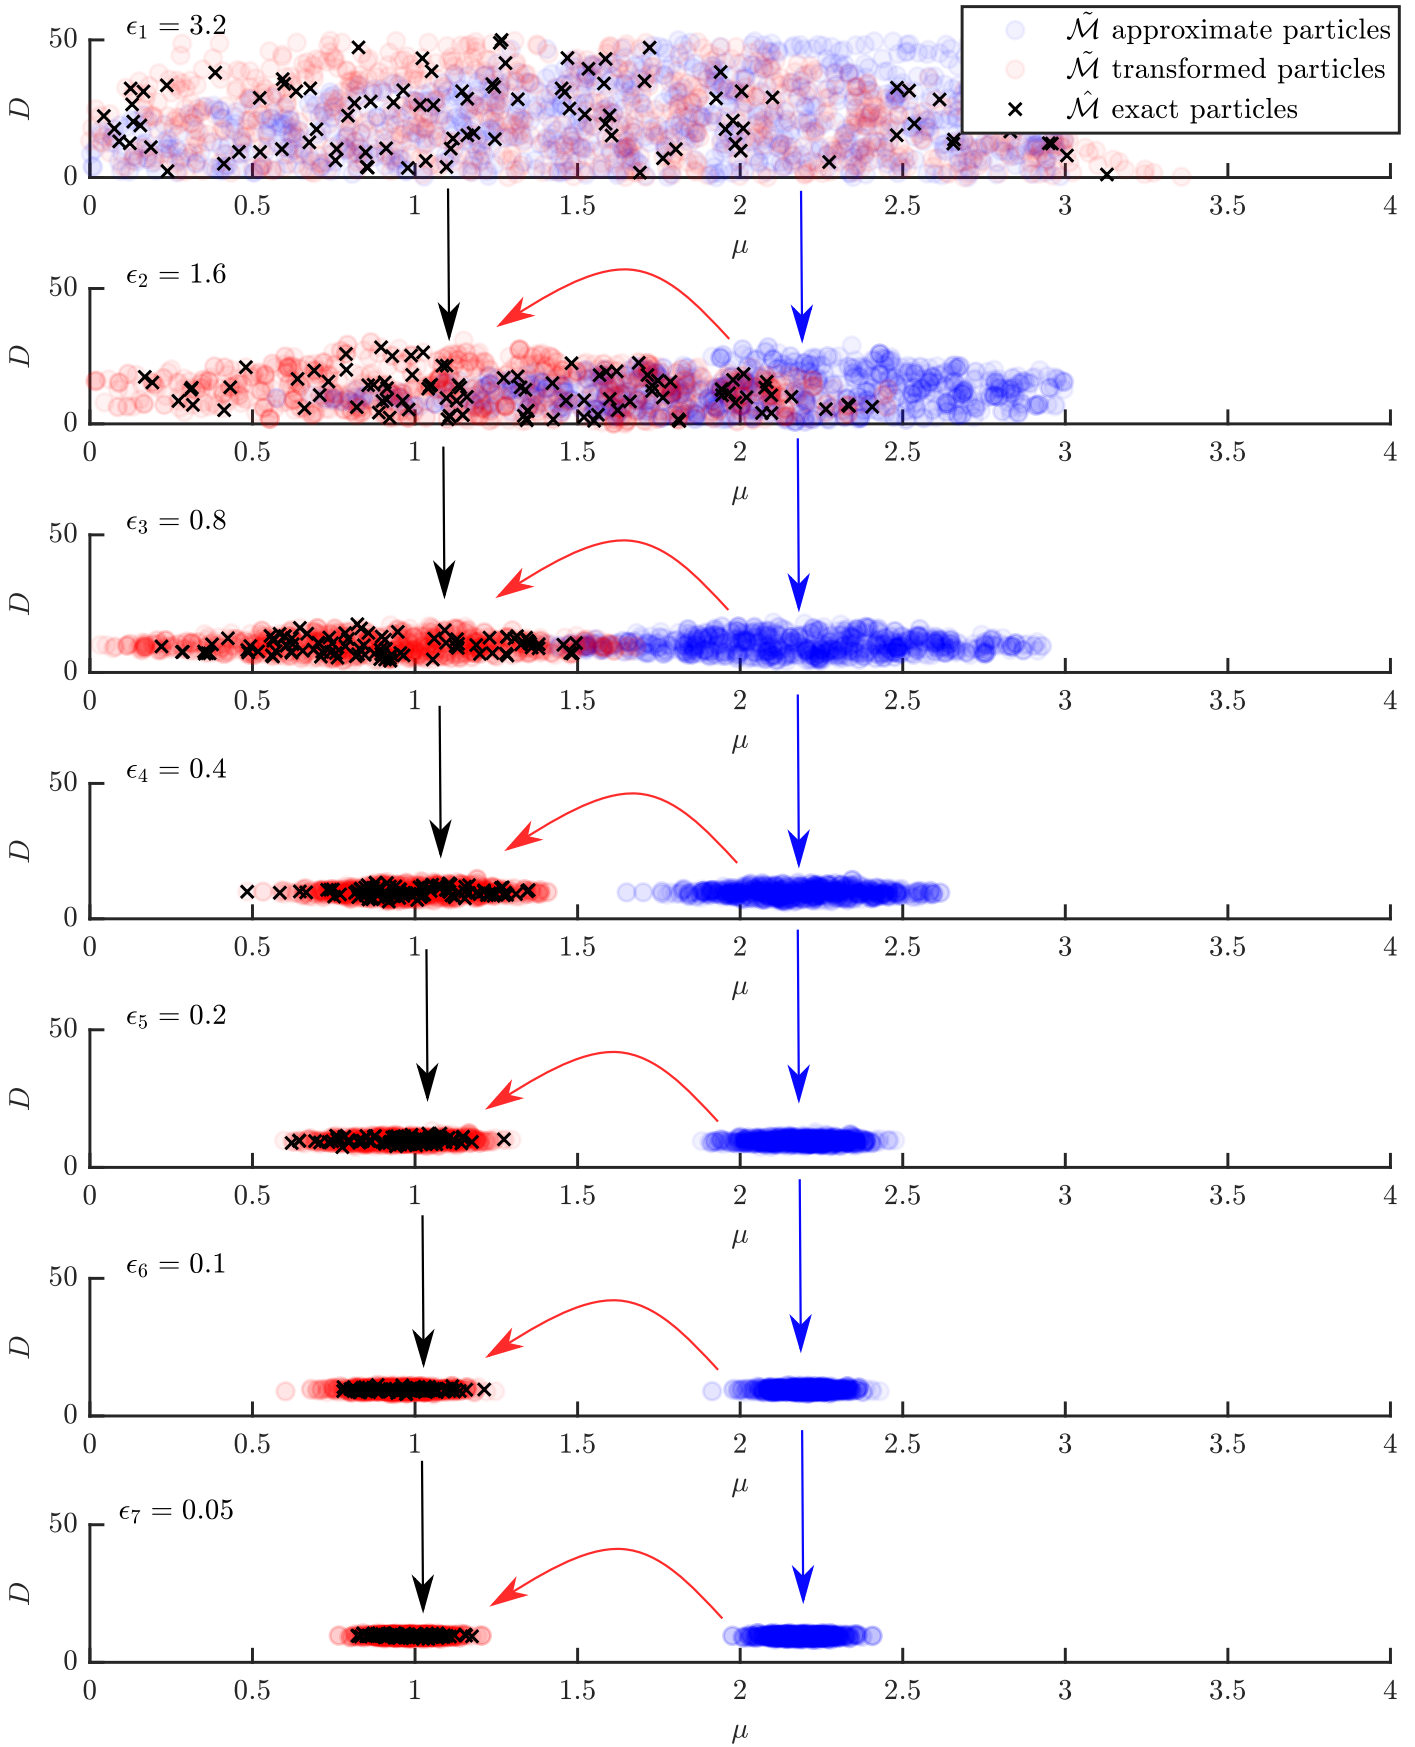 ϵ₁ = 3.2
ℳ̃ approximate particles
ℳ̃ transformed particles
ℳ̂ exact particles
50
0
D
0 0.5 1 1.5 2 2.5 3 3.5 4
μ
ϵ₂ = 1.6
50
0
D
0 0.5 1 1.5 2 2.5 3 3.5 4
μ
ϵ₃ = 0.8
50
0
D
0 0.5 1 1.5 2 2.5 3 3.5 4
μ
ϵ₄ = 0.4
50
0
D
0 0.5 1 1.5 2 2.5 3 3.5 4
μ
ϵ₅ = 0.2
50
0
D
0 0.5 1 1.5 2 2.5 3 3.5 4
μ
ϵ₆ = 0.1
50
0
D
0 0.5 1 1.5 2 2.5 3 3.5 4
μ
ϵ₇ = 0.05
50
0
D
0 0.5 1 1.5 2 2.5 3 3.5 4
μ